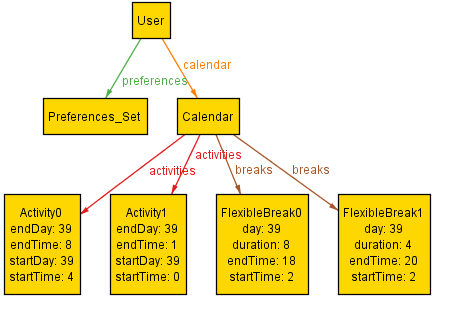 User
calendar
preferences
Preferences_Set
Calendar
activities
activities
breaks
breaks
Activity0
endDay: 39
endTime: 8
startDay: 39
startTime: 4
Activity1
endDay: 39
endTime: 1
startDay: 39
startTime: 0
FlexibleBreak0
day: 39
duration: 8
endTime: 18
startTime: 2
FlexibleBreak1
day: 39
duration: 4
endTime: 20
startTime: 2